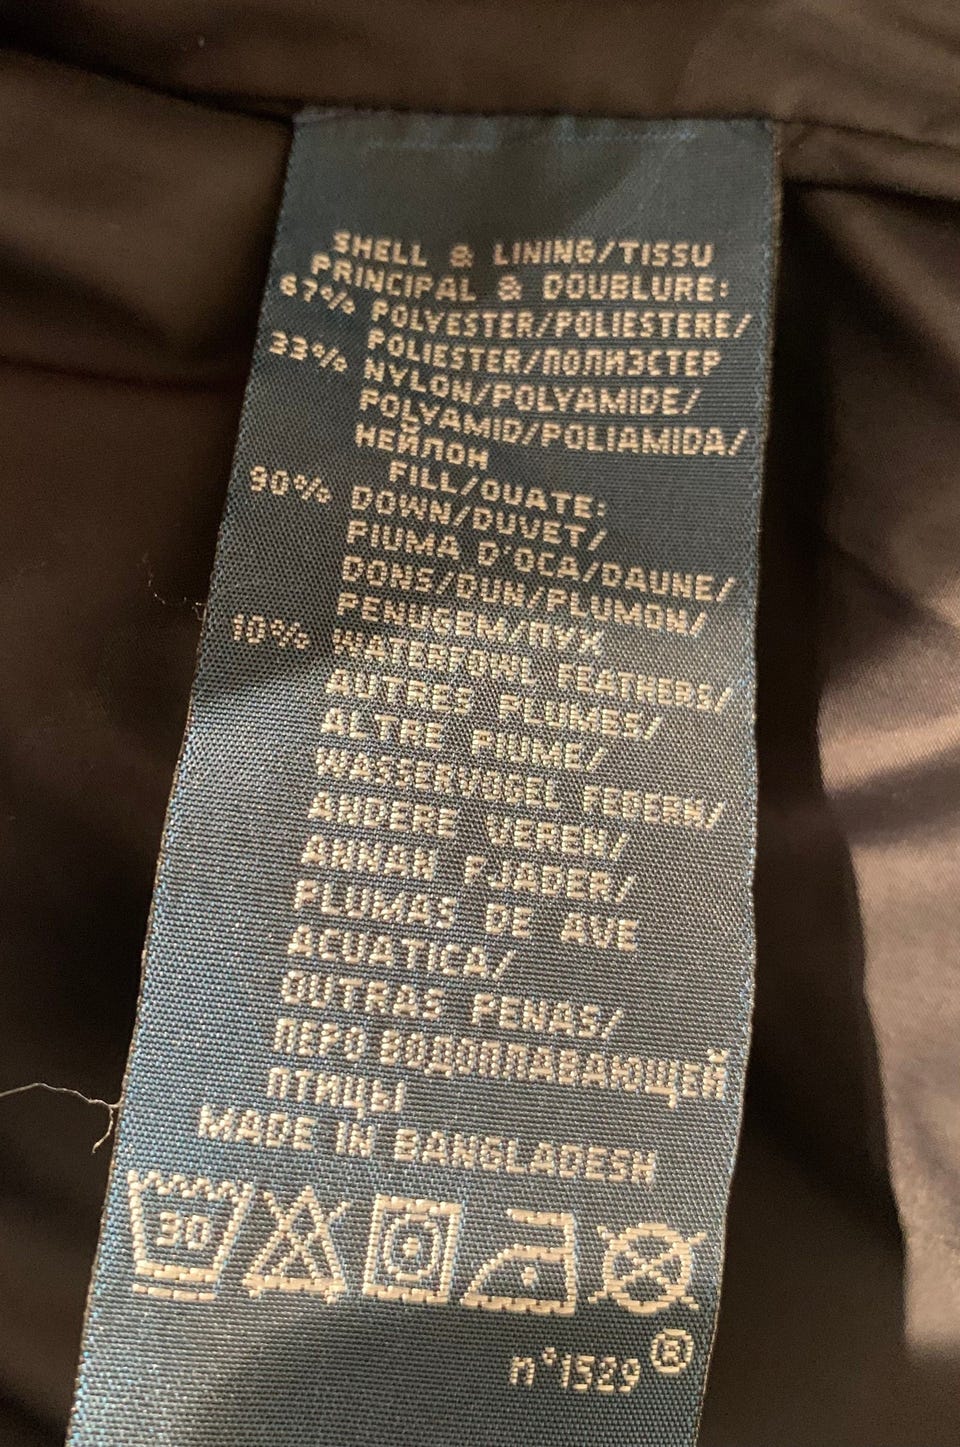 SHELL & LINING/TISSU
PRINCIPAL & DOUBLURE:
67% POLYESTER/POLIESTERE/
POLIESTER/ПОЛИЭСТЕР
33% NYLON/POLYAMIDE/
POLYAMID/POLIAMIDA/
НЕЙЛОН
FILL/OUATE:
90% DOWN/DUVET/
PIUMA D'OCA/DAUNE/
DONS/DUN/PLUMON/
PENUGEM/ПУХ
10% WATERFOWL FEATHERS/
AUTRES PLUMES/
ALTRE PIUME/
WASSERVOGEL FEDERN/
ANDERE VEREN/
ANNAN FJADER/
PLUMAS DE AVE
ACUATICA/
OUTRAS PENAS/
ПЕРО ВОДОПЛАВАЮЩЕЙ
ПТИЦЫ
MADE IN BANGLADESH
30
n°1529 ®